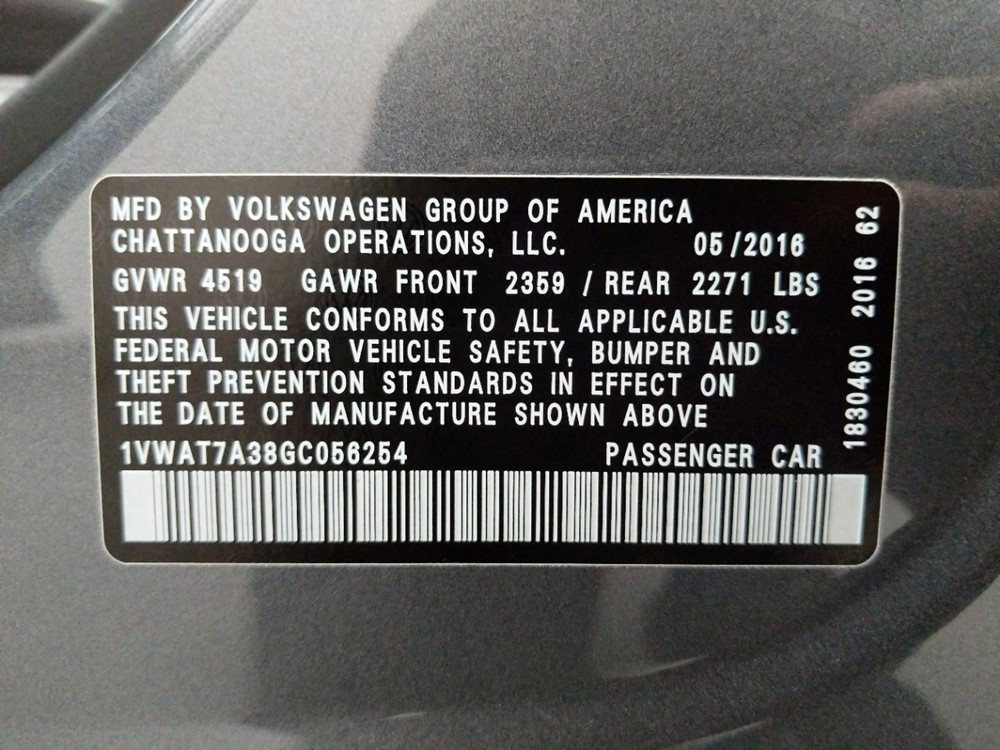 MFD BY VOLKSWAGEN GROUP OF AMERICA
CHATTANOOGA OPERATIONS, LLC. 05/2016
GVWR 4519 GAWR FRONT 2359 / REAR 2271 LBS
THIS VEHICLE CONFORMS TO ALL APPLICABLE U.S.
FEDERAL MOTOR VEHICLE SAFETY, BUMPER AND
THEFT PREVENTION STANDARDS IN EFFECT ON
THE DATE OF MANUFACTURE SHOWN ABOVE
1VWAT7A38GC056254 PASSENGER CAR
1830460 2016 62